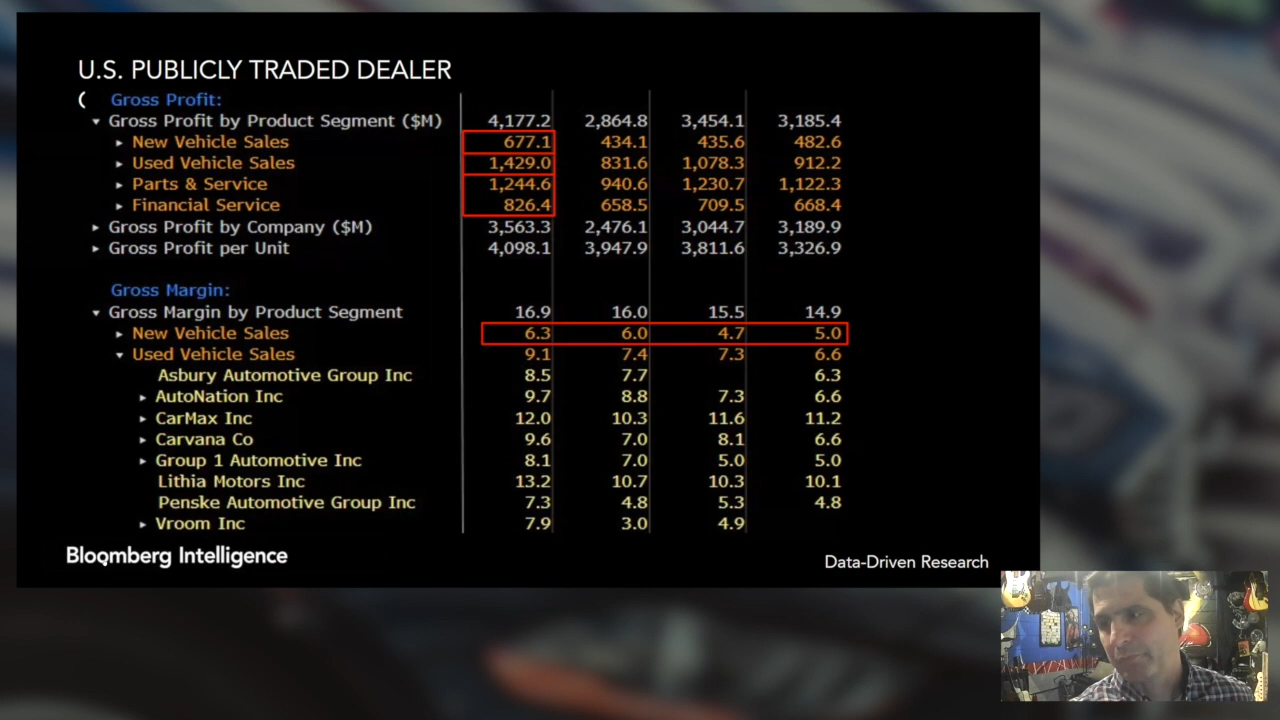 U.S. PUBLICLY TRADED DEALER
( Gross Profit:
Gross Profit by Product Segment ($M) 4,177.2 2,864.8 3,454.1 3,185.4
New Vehicle Sales 677.1 434.1 435.6 482.6
Used Vehicle Sales 1,429.0 831.6 1,078.3 912.2
Parts & Service 1,244.6 940.6 1,230.7 1,122.3
Financial Service 826.4 658.5 709.5 668.4
Gross Profit by Company ($M) 3,563.3 2,476.1 3,044.7 3,189.9
Gross Profit per Unit 4,098.1 3,947.9 3,811.6 3,326.9
Gross Margin:
Gross Margin by Product Segment 16.9 16.0 15.5 14.9
New Vehicle Sales 6.3 6.0 4.7 5.0
Used Vehicle Sales 9.1 7.4 7.3 6.6
Asbury Automotive Group Inc 8.5 7.7 6.3
AutoNation Inc 9.7 8.8 7.3 6.6
CarMax Inc 12.0 10.3 11.6 11.2
Carvana Co 9.6 7.0 8.1 6.6
Group 1 Automotive Inc 8.1 7.0 5.0 5.0
Lithia Motors Inc 13.2 10.7 10.3 10.1
Penske Automotive Group Inc 7.3 4.8 5.3 4.8
Vroom Inc 7.9 3.0 4.9
Bloomberg Intelligence
Data-Driven Research